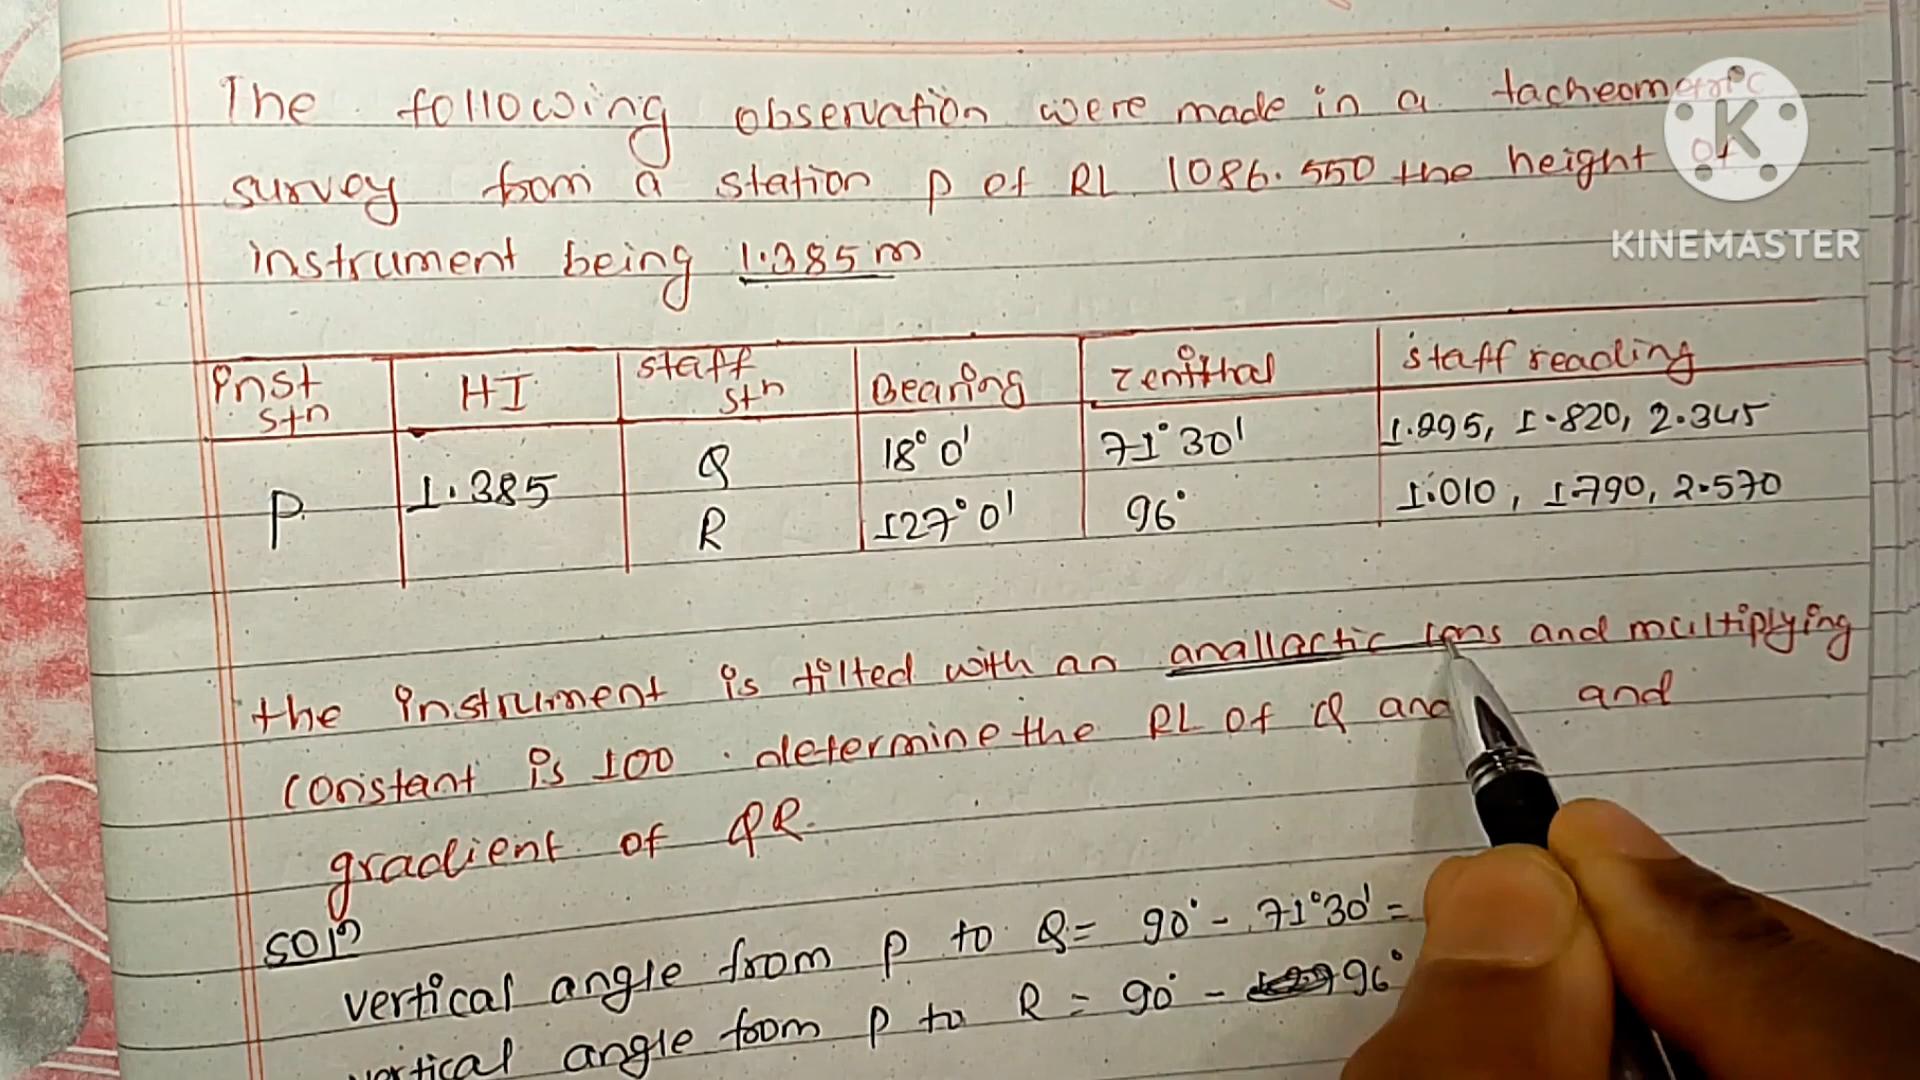 The following observation were made in a tacheometric
survey from a station P of RL 1086.550 the height of
instrument being 1.385 m
KINEMASTER
inst stn HI staff stn Bearing zenithal staff reading
P 1.385 Q 18°0' 71°30' 1.295, 1.820, 2.345
R 127°0' 96° 1.010, 1.790, 2.570
the instrument is tilted with an anallactic lens and multiplying
constant is 100. determine the RL of Q and and
gradient of QR.
Soln
vertical angle from P to Q = 90° - 71°30' =
vertical angle from P to R = 90° - 96°